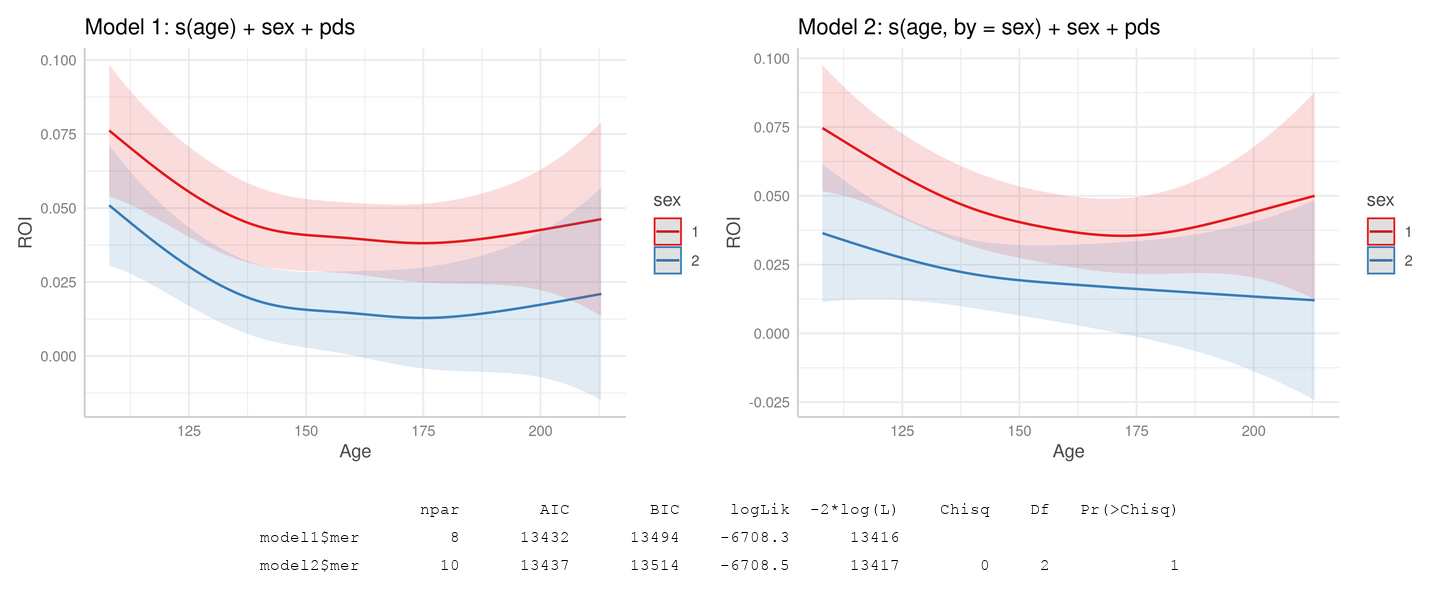 Model 1: s(age) + sex + pds
0.100
0.075
0.050
0.025
0.000
ROI
125 150 175 200
Age
sex
1
2
Model 2: s(age, by = sex) + sex + pds
0.100
0.075
0.050
0.025
0.000
-0.025
ROI
125 150 175 200
Age
sex
1
2
npar AIC BIC logLik -2*log(L) Chisq Df Pr(>Chisq)
model1$mer 8 13432 13494 -6708.3 13416
model2$mer 10 13437 13514 -6708.5 13417 0 2 1